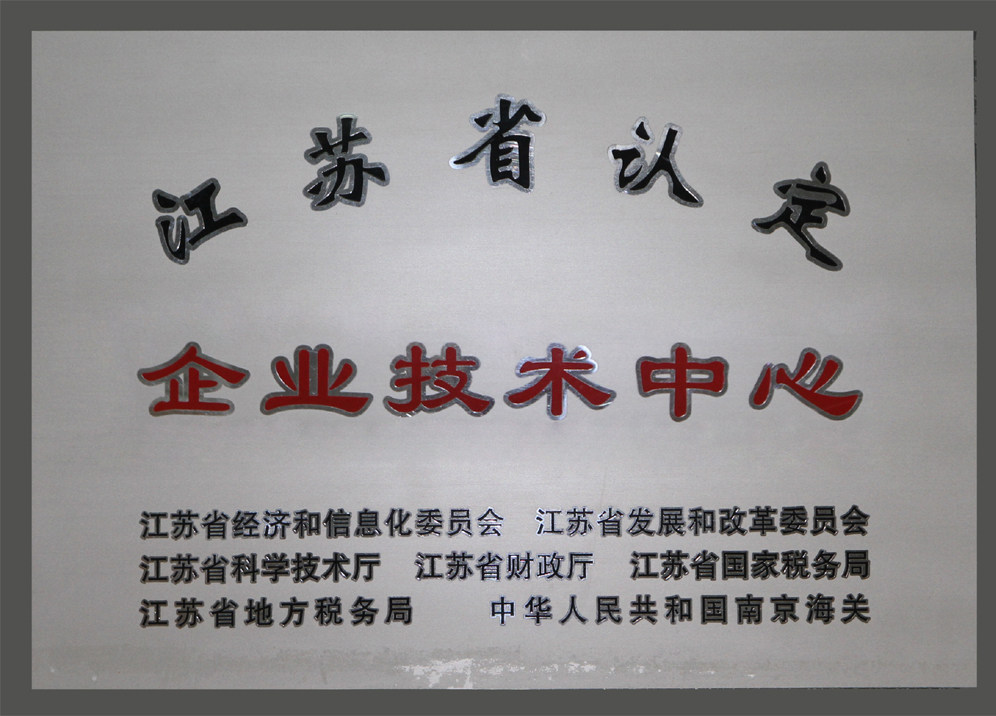 江苏省认定
企业技术中心
江苏省经济和信息化委员会 江苏省发展和改革委员会
江苏省科学技术厅 江苏省财政厅 江苏省国家税务局
江苏省地方税务局 中华人民共和国南京海关